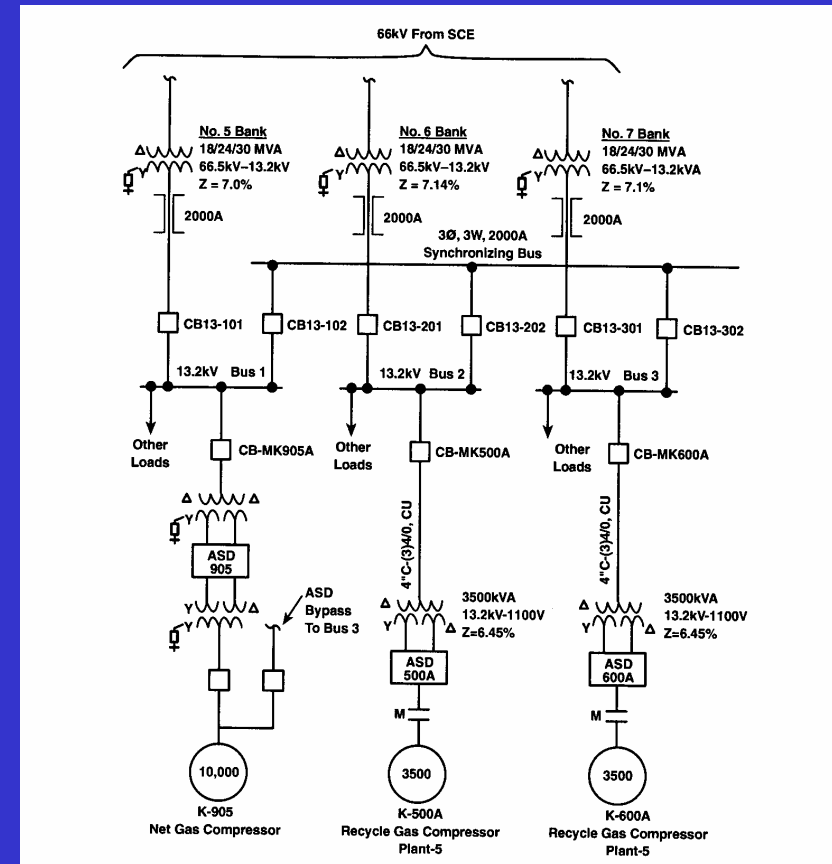 66kV From SCE
No. 5 Bank
18/24/30 MVA
66.5kV–13.2kV
Z = 7.0%
No. 6 Bank
18/24/30 MVA
66.5kV–13.2kV
Z = 7.14%
No. 7 Bank
18/24/30 MVA
66.5kV–13.2kVA
Z = 7.1%
Δ
Y
Δ
Y
Δ
Y
2000A
2000A
2000A
3Ø, 3W, 2000A
Synchronizing Bus
CB13-101
CB13-102
CB13-201
CB13-202
CB13-301
CB13-302
13.2kV Bus 1
13.2kV Bus 2
13.2kV Bus 3
Other
Loads
CB-MK905A
Other
Loads
CB-MK500A
Other
Loads
CB-MK600A
Δ
Δ
Y
ASD
905
Y
Δ
Y
ASD
Bypass
To Bus 3
4"C-(3)4/0, CU
3500kVA
13.2kV-1100V
Z=6.45%
Δ
Y
Δ
ASD
500A
M
4"C-(3)4/0, CU
3500kVA
13.2kV-1100V
Z=6.45%
Δ
Y
Δ
ASD
600A
M
10,000
3500
3500
K-905
Net Gas Compressor
K-500A
Recycle Gas Compressor
Plant-5
K-600A
Recycle Gas Compressor
Plant-5